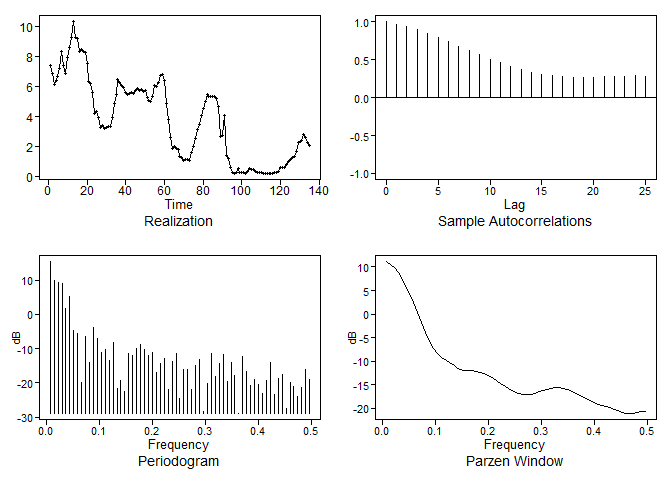 10
8
6
4
2
0
0 20 40 60 80 100 120 140
Time
Realization
1.0
0.5
0.0
-0.5
-1.0
0 5 10 15 20 25
Lag
Sample Autocorrelations
dB
10
0
-10
-20
-30
0.0 0.1 0.2 0.3 0.4 0.5
Frequency
Periodogram
dB
10
5
0
-5
-10
-15
-20
0.0 0.1 0.2 0.3 0.4 0.5
Frequency
Parzen Window